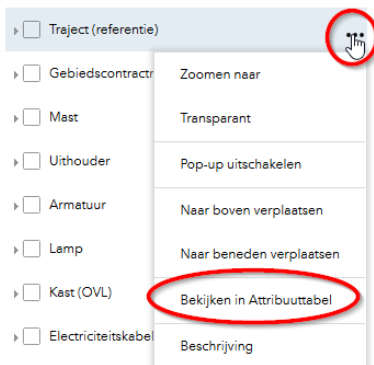 Traject (referentie)
Gebiedscontractr
Zoomen naar
Mast
Transparant
Uithouder
Pop-up uitschakelen
Armatuur
Naar boven verplaatsen
Lamp
Naar beneden verplaatsen
Kast (OVL)
Bekijken in Attribuuttabel
Electriciteitskabel
Beschrijving